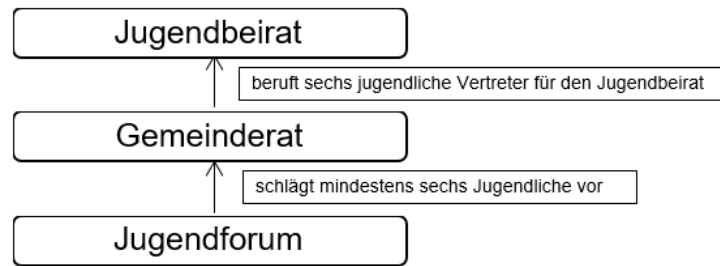 Jugendbeirat
beruft sechs jugendliche Vertreter für den Jugendbeirat
Gemeinderat
schlägt mindestens sechs Jugendliche vor
Jugendforum